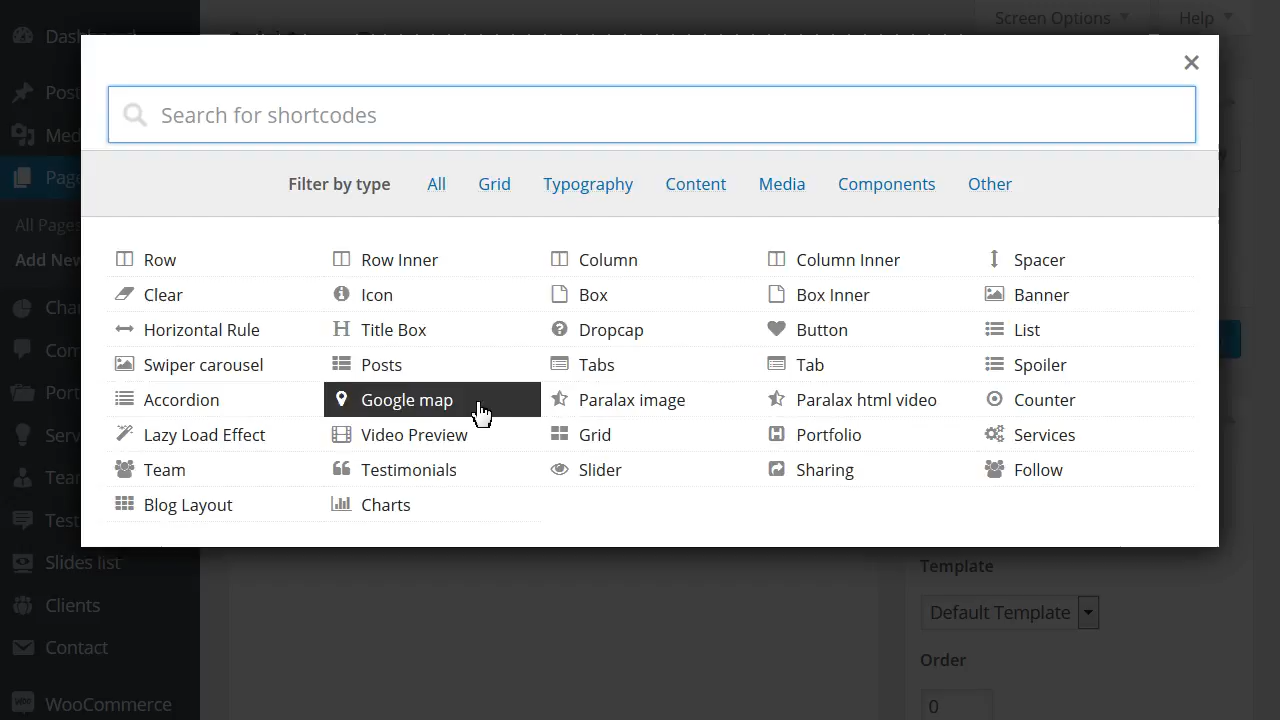 Screen Options Help
Search for shortcodes
Filter by type All Grid Typography Content Media Components Other
Row Row Inner Column Column Inner Spacer
Clear Icon Box Box Inner Banner
Horizontal Rule Title Box Dropcap Button List
Swiper carousel Posts Tabs Tab Spoiler
Accordion Google map Paralax image Paralax html video Counter
Lazy Load Effect Video Preview Grid Portfolio Services
Team Testimonials Slider Sharing Follow
Blog Layout Charts
All Pages
Add New
Slides list
Clients
Contact
WooCommerce
Template
Default Template
Order
0